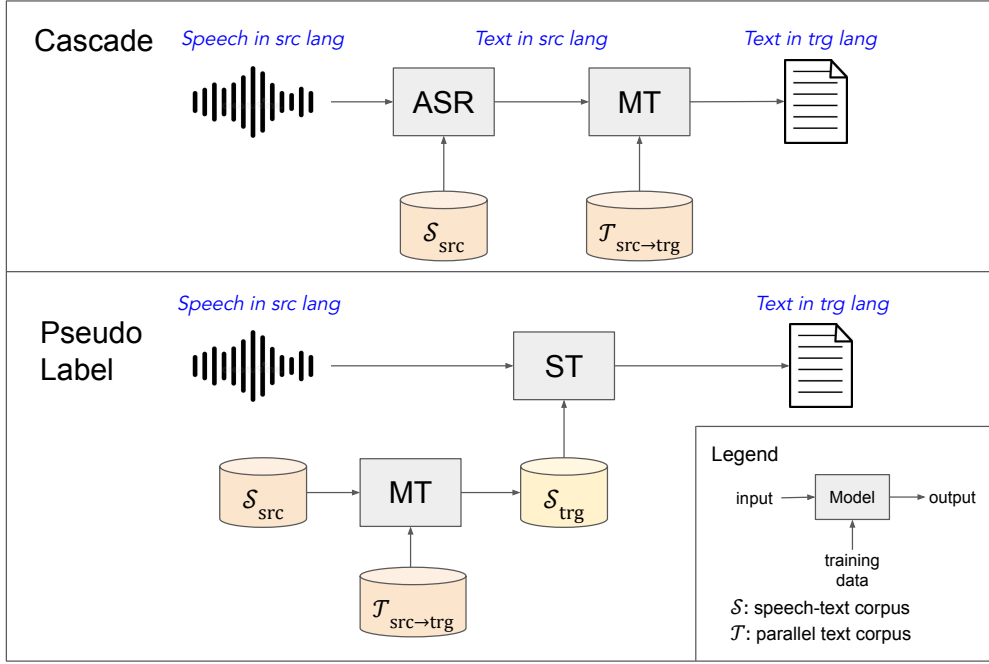 Cascade
Speech in src lang
Text in src lang
Text in trg lang
ASR
MT
𝒮src
𝒯src→trg
Pseudo
Label
Speech in src lang
Text in trg lang
ST
𝒮src
MT
𝒮trg
𝒯src→trg
Legend
input
Model
output
training
data
𝒮: speech-text corpus
𝒯: parallel text corpus